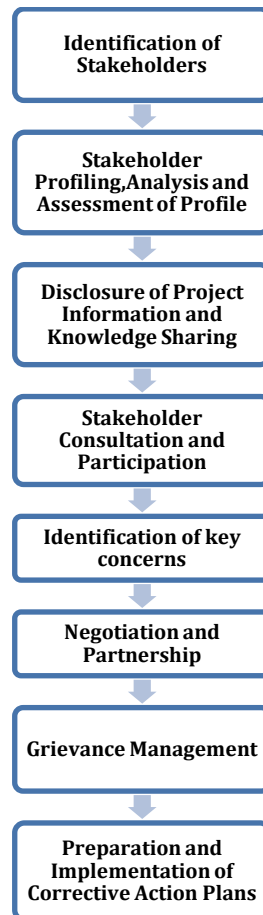 Identification of
Stakeholders
Stakeholder
Profiling,Analysis and
Assessment of Profile
Disclosure of Project
Information and
Knowledge Sharing
Stakeholder
Consultation and
Participation
Identification of key
concerns
Negotiation and
Partnership
Grievance Management
Preparation and
Implementation of
Corrective Action Plans